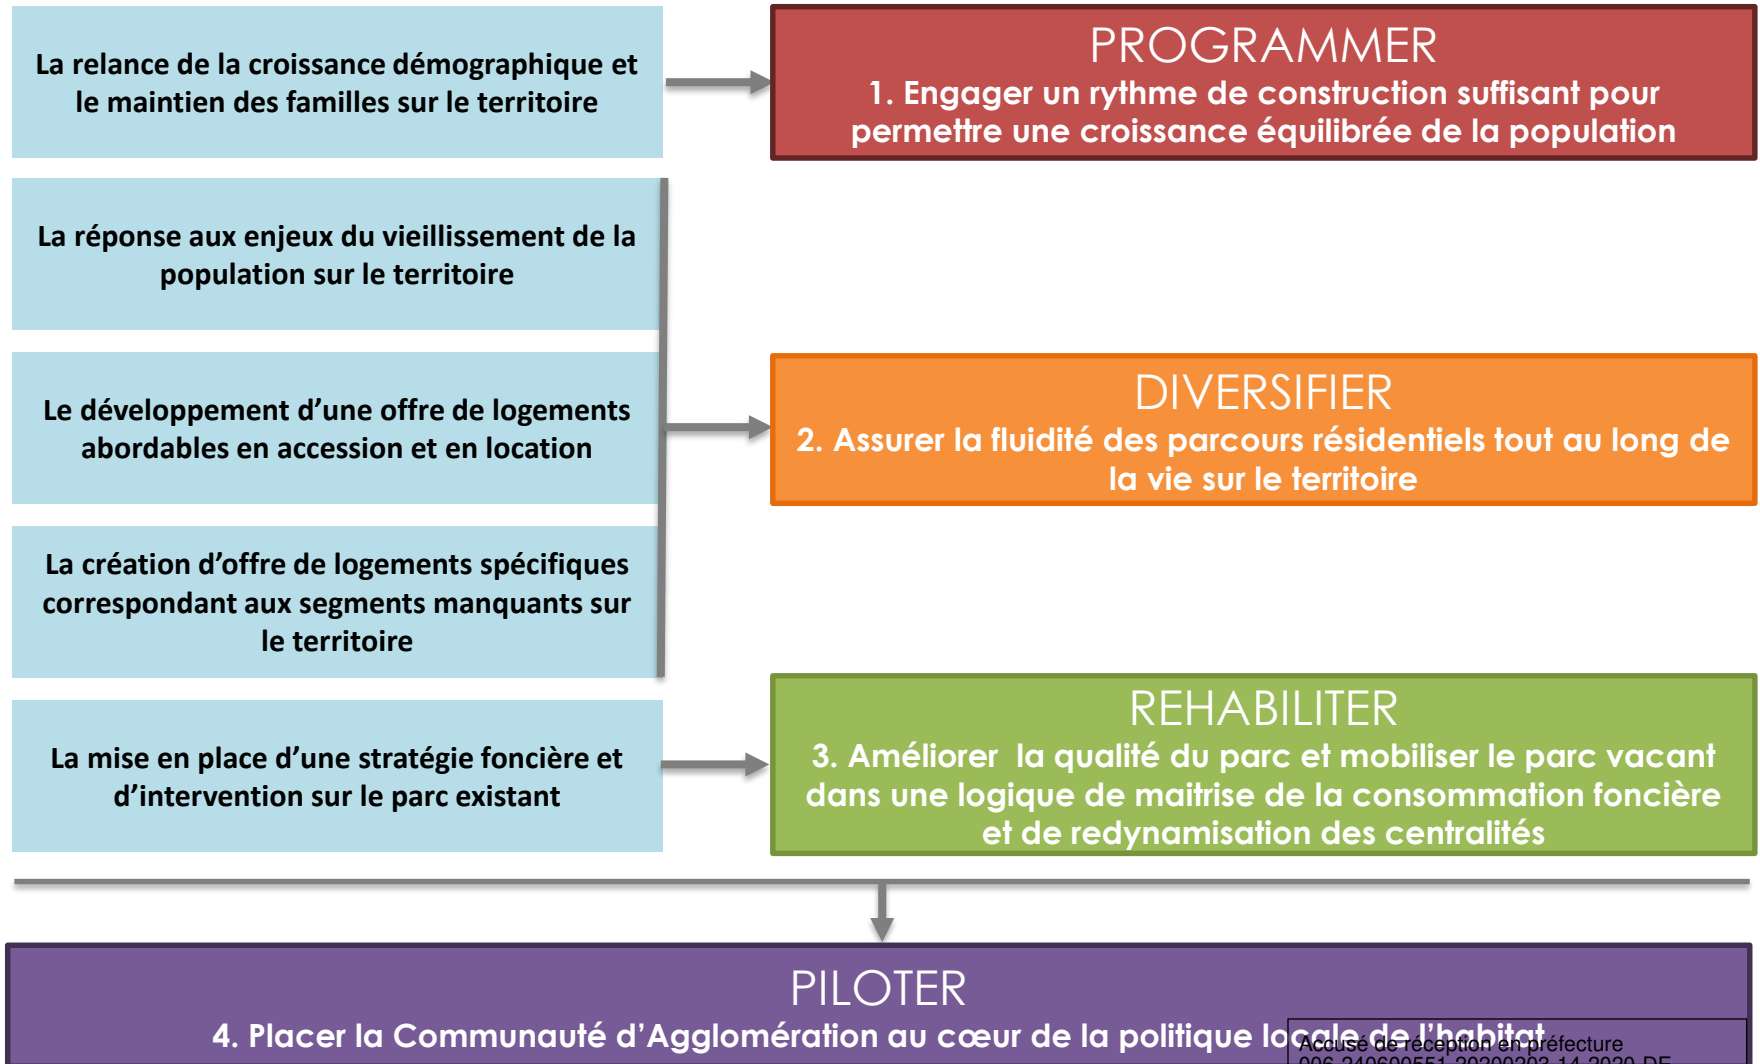 La relance de la croissance démographique et
le maintien des familles sur le territoire
PROGRAMMER
1. Engager un rythme de construction suffisant pour
permettre une croissance équilibrée de la population
La réponse aux enjeux du vieillissement de la
population sur le territoire
Le développement d’une offre de logements
abordables en accession et en location
La création d’offre de logements spécifiques
correspondant aux segments manquants sur
le territoire
DIVERSIFIER
2. Assurer la fluidité des parcours résidentiels tout au long de
la vie sur le territoire
La mise en place d’une stratégie foncière et
d’intervention sur le parc existant
REHABILITER
3. Améliorer  la qualité du parc et mobiliser le parc vacant
dans une logique de maitrise de la consommation foncière
et de redynamisation des centralités
PILOTER
4. Placer la Communauté d’Agglomération au cœur de la politique locale de l’habitat
Accusé de réception en préfecture
006-240600551-20200203-14-2020-DE